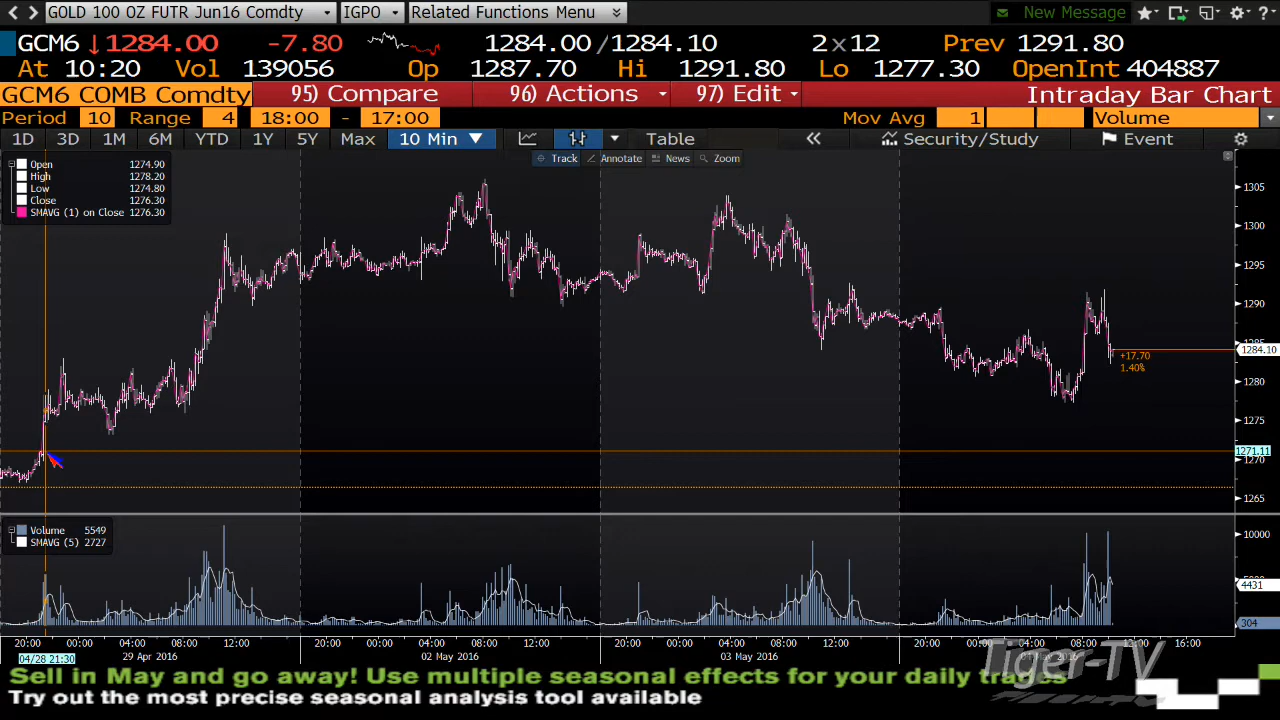 GOLD 100 OZ FUTR Jun16 Comdty IGPO Related Functions Menu New Message ?
GCM6 ↓1284.00 -7.80 1284.00/1284.10 2x12 Prev 1291.80
At 10:20 Vol 139056 Op 1287.70 Hi 1291.80 Lo 1277.30 OpenInt 404887
GCM6 COMB Comdty 95) Compare 96) Actions 97) Edit Intraday Bar Chart
Period 10 Range 4 18:00 - 17:00 Mov Avg 1 Volume
1D 3D 1M 6M YTD 1Y 5Y Max 10 Min Table « Security/Study Event
Track Annotate News Zoom
Open 1274.90
High 1278.20
Low 1274.80
Close 1276.30
SMAVG (1) on Close 1276.30
1305
1300
1295
1290
1285
1284.10
+17.70
1.40%
1280
1275
1271.11
1270
1265
Volume 5549
SMAVG (5) 2727
10000
4431
304
20:00 00:00 04:00 08:00 12:00 20:00 00:00 04:00 08:00 12:00 20:00 00:00 04:00 08:00 12:00 20:00 00:00 04:00 08:00 12:00 16:00
04/28 21:30 29 Apr 2016 02 May 2016 03 May 2016 04 May 2016
Tiger-TV
Sell in May and go away! Use multiple seasonal effects for your daily trades
Try out the most precise seasonal analysis tool available